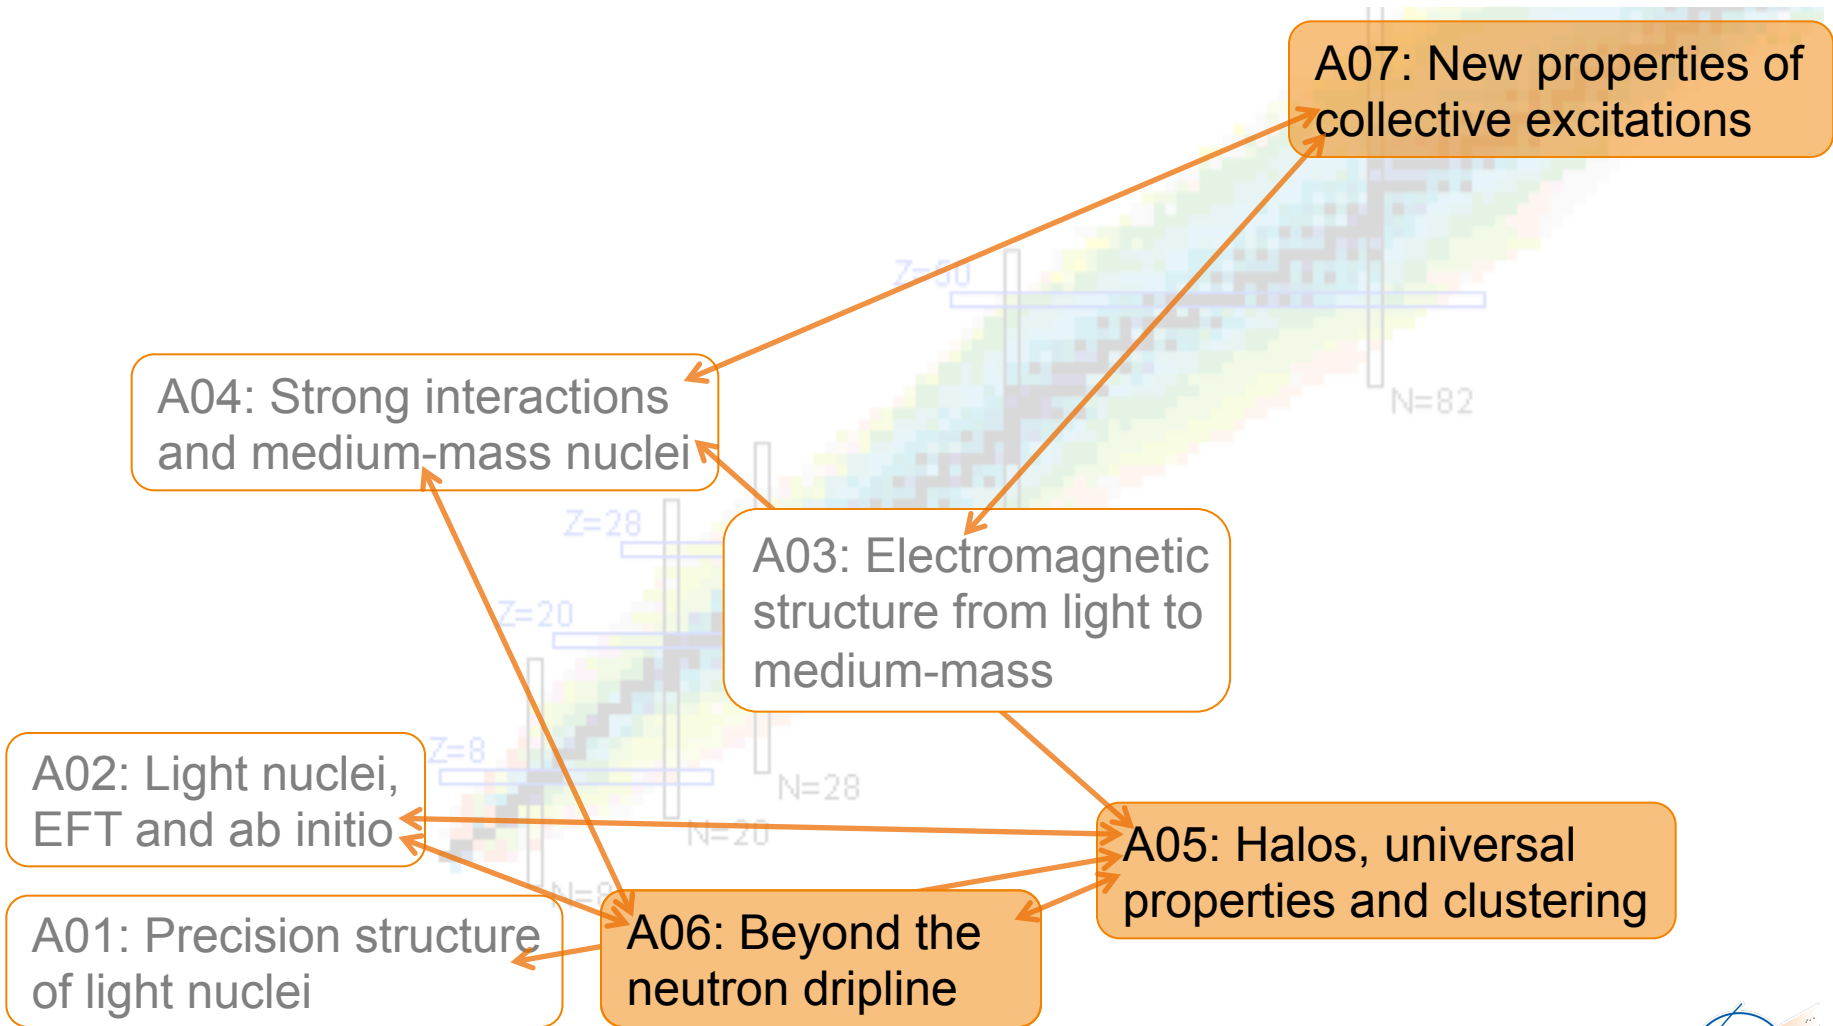 A07: New properties of
collective excitations
Z=50
A04: Strong interactions
and medium-mass nuclei
N=82
Z=28
A03: Electromagnetic
structure from light to
medium-mass
Z=20
A02: Light nuclei,
EFT and ab initio
Z=8
N=28
N=20
A05: Halos, universal
properties and clustering
N=8
A01: Precision structure
of light nuclei
A06: Beyond the
neutron dripline